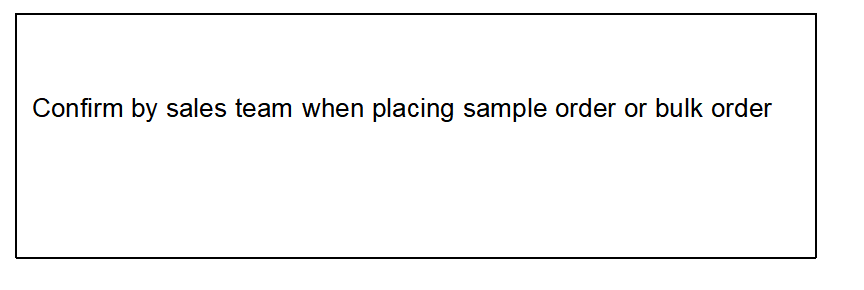 Confirm by sales team when placing sample order or bulk order